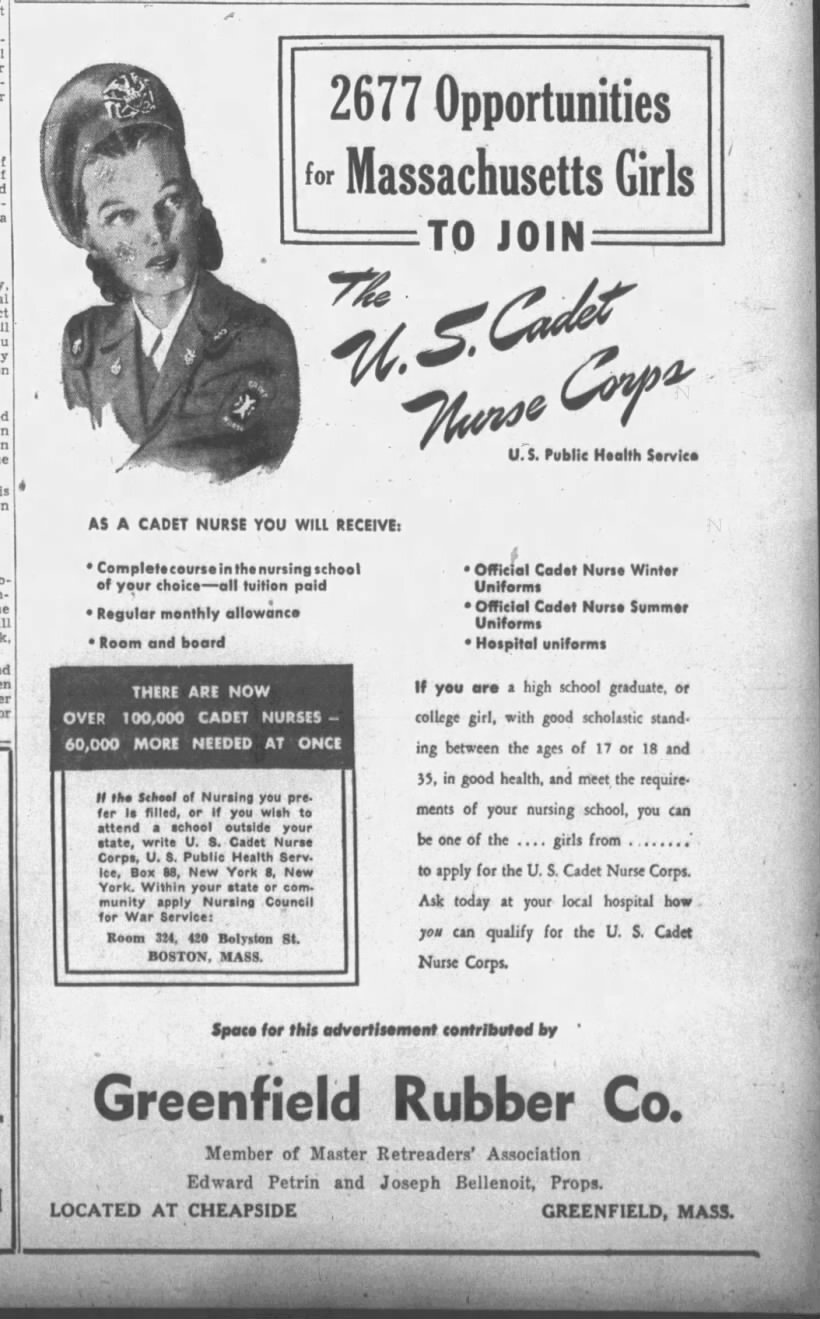 2677 Opportunities
for Massachusetts Girls
TO JOIN
The
U. S. Cadet
Nurse Corps
U. S. Public Health Service
AS A CADET NURSE YOU WILL RECEIVE:
• Complete course in the nursing school
of your choice—all tuition paid
• Regular monthly allowance
• Room and board
• Official Cadet Nurse Winter
Uniforms
• Official Cadet Nurse Summer
Uniforms
• Hospital uniforms
THERE ARE NOW
OVER 100,000 CADET NURSES –
60,000 MORE NEEDED AT ONCE
If the School of Nursing you pre-
fer is filled, or if you wish to
attend a school outside your
state, write U. S. Cadet Nurse
Corps, U. S. Public Health Serv-
ice, Box 88, New York 8, New
York. Within your state or com-
munity apply Nursing Council
for War Service:
Room 324, 420 Bolyston St.
BOSTON, MASS.
If you are a high school graduate, or
college girl, with good scholastic stand-
ing between the ages of 17 or 18 and
35, in good health, and meet the require-
ments of your nursing school, you can
be one of the .... girls from ........
to apply for the U. S. Cadet Nurse Corps.
Ask today at your local hospital how
you can qualify for the U. S. Cadet
Nurse Corps.
Space for this advertisement contributed by
Greenfield Rubber Co.
Member of Master Retreaders' Association
Edward Petrin and Joseph Bellenoit, Props.
LOCATED AT CHEAPSIDE
GREENFIELD, MASS.